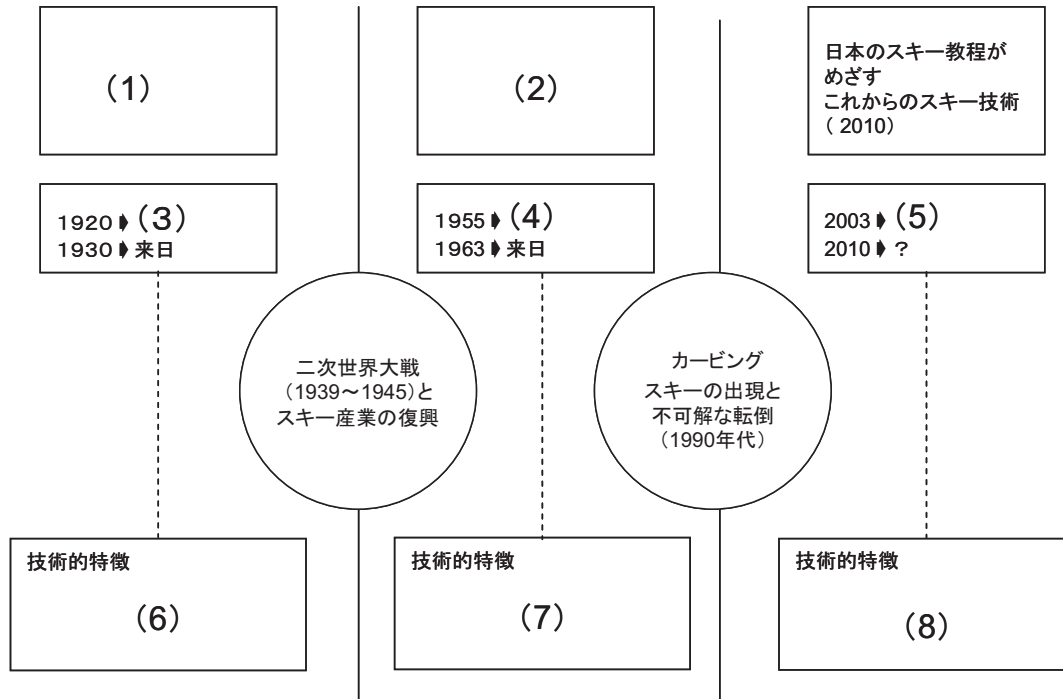 (1)
(2)
日本のスキー教程が
めざす
これからのスキー技術
( 2010)
1920➧(3)
1930➧来日
1955➧(4)
1963➧来日
2003➧(5)
2010➧？
二次世界大戦
(1939～1945)と
スキー産業の復興
カービング
スキーの出現と
不可解な転倒
(1990年代)
技術的特徴
(6)
技術的特徴
(7)
技術的特徴
(8)